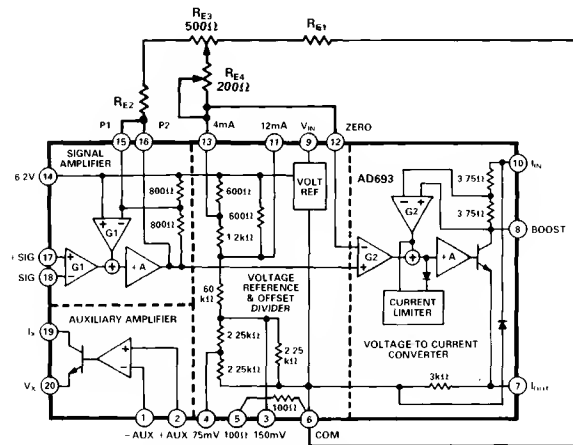 RE3
500Ω
RE1
RE4
200Ω
RE2
P1
P2
4mA
12mA
VIN
ZERO
15
16
13
11
9
12
SIGNAL
AMPLIFIER
AD693
10
IIN
6 2V
14
800Ω
600Ω
VOLT
REF
3 75Ω
G2
3.75Ω
600Ω
8
BOOST
G1
800Ω
1.2kΩ
+ SIG
17
SIG
18
G1
+A
G2
+A
VOLTAGE
REFERENCE
& OFFSET
DIVIDER
60
kΩ
CURRENT
LIMITER
AUXILIARY AMPLIFIER
VOLTAGE TO CURRENT
CONVERTER
19
2 25kΩ
2 25
kΩ
2 25kΩ
3kΩ
VX
20
100Ω
7
IOUT
1
2
4
5
3
6
– AUX
+AUX
75mV
100Ω
150mV
COM